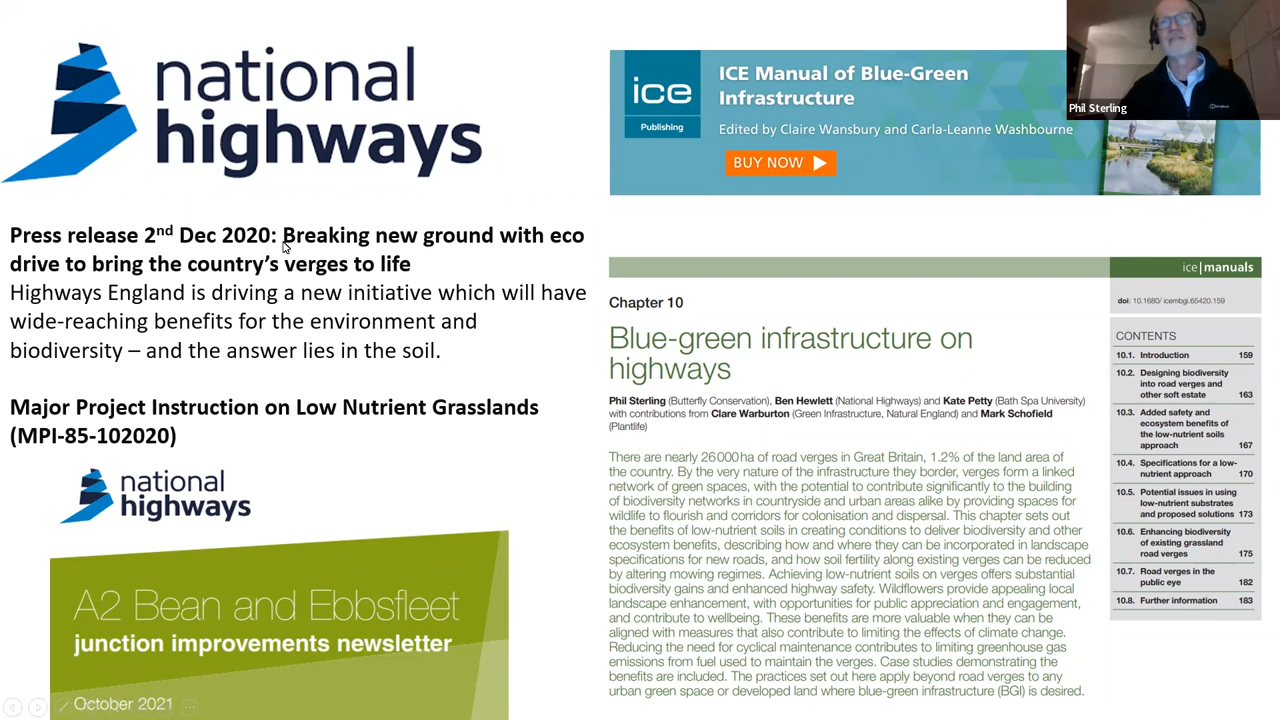 national
highways
Press release 2nd Dec 2020: Breaking new ground with eco
drive to bring the country's verges to life
Highways England is driving a new initiative which will have
wide-reaching benefits for the environment and
biodiversity – and the answer lies in the soil.
Major Project Instruction on Low Nutrient Grasslands
(MPI-85-102020)
national
highways
A2 Bean and Ebbsfleet
junction improvements newsletter
October 2021
ice
Publishing
ICE Manual of Blue-Green
Infrastructure
Edited by Claire Wansbury and Carla-Leanne Washbourne
BUY NOW
Phil Sterling
ice|manuals
Chapter 10
Blue-green infrastructure on
highways
Phil Sterling (Butterfly Conservation), Ben Hewlett (National Highways) and Kate Petty (Bath Spa University)
with contributions from Clare Warburton (Green Infrastructure, Natural England) and Mark Schofield
(Plantlife)
There are nearly 26 000 ha of road verges in Great Britain, 1.2% of the land area of
the country. By the very nature of the infrastructure they border, verges form a linked
network of green spaces, with the potential to contribute significantly to the building
of biodiversity networks in countryside and urban areas alike by providing spaces for
wildlife to flourish and corridors for colonisation and dispersal. This chapter sets out
the benefits of low-nutrient soils in creating conditions to deliver biodiversity and other
ecosystem benefits, describing how and where they can be incorporated in landscape
specifications for new roads, and how soil fertility along existing verges can be reduced
by altering mowing regimes. Achieving low-nutrient soils on verges offers substantial
biodiversity gains and enhanced highway safety. Wildflowers provide appealing local
landscape enhancement, with opportunities for public appreciation and engagement,
and contribute to wellbeing. These benefits are more valuable when they can be
aligned with measures that also contribute to limiting the effects of climate change.
Reducing the need for cyclical maintenance contributes to limiting greenhouse gas
emissions from fuel used to maintain the verges. Case studies demonstrating the
benefits are included. The practices set out here apply beyond road verges to any
urban green space or developed land where blue-green infrastructure (BGI) is desired.
doi: 10.1680/icembgi.65420.159
CONTENTS
10.1. Introduction 159
10.2. Designing biodiversity
into road verges and
other soft estate 163
10.3. Added safety and
ecosystem benefits of
the low-nutrient soils
approach 167
10.4. Specifications for a low-
nutrient approach 170
10.5. Potential issues in using
low-nutrient substrates
and proposed solutions 173
10.6. Enhancing biodiversity
of existing grassland
road verges 175
10.7. Road verges in the
public eye 182
10.8. Further information 183